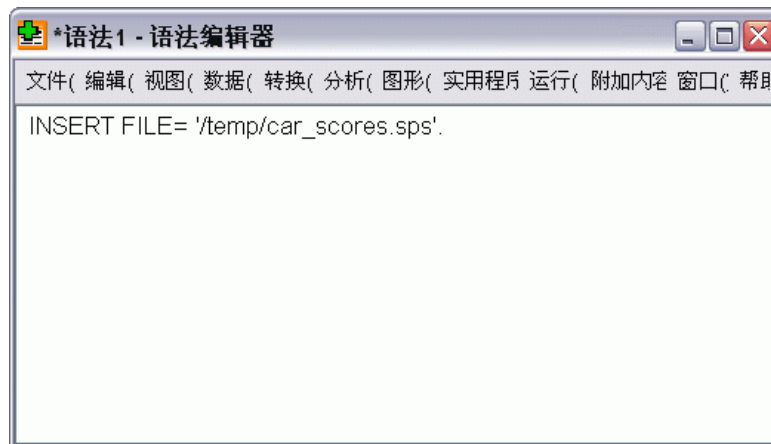 *语法1 - 语法编辑器
文件( 编辑( 视图( 数据( 转换( 分析( 图形( 实用程序 运行( 附加内容 窗口( 帮助
INSERT FILE= '/temp/car_scores.sps'.